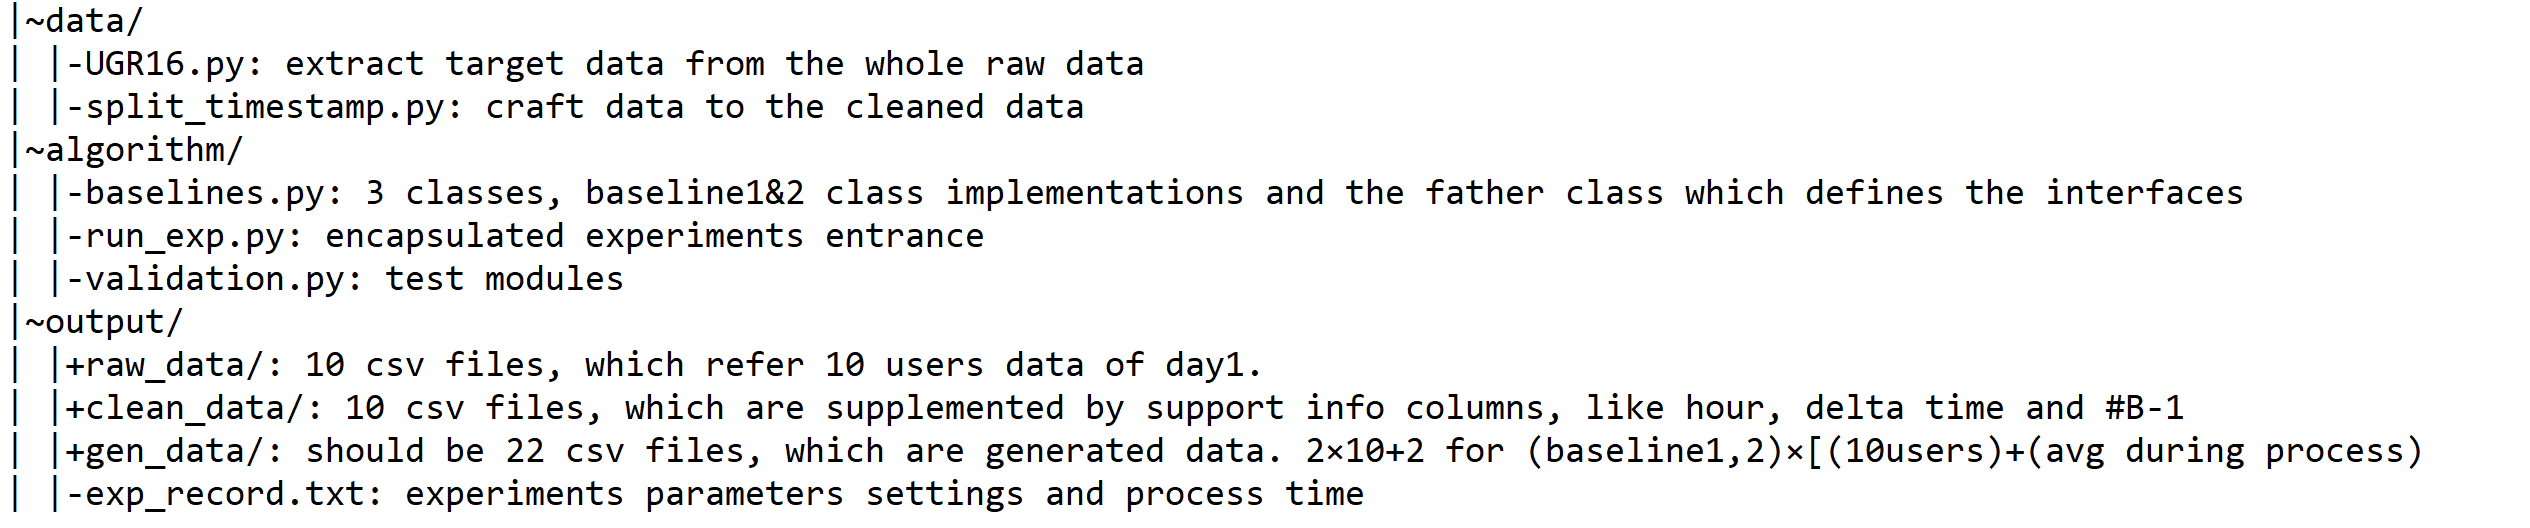 |~data/
| |-UGR16.py: extract target data from the whole raw data
| |-split_timestamp.py: craft data to the cleaned data
|~algorithm/
| |-baselines.py: 3 classes, baseline1&2 class implementations and the father class which defines the interfaces
| |-run_exp.py: encapsulated experiments entrance
| |-validation.py: test modules
|~output/
| |+raw_data/: 10 csv files, which refer 10 users data of day1.
| |+clean_data/: 10 csv files, which are supplemented by support info columns, like hour, delta time and #B-1
| |+gen_data/: should be 22 csv files, which are generated data. 2×10+2 for (baseline1,2)×[(10users)+(avg during process)
| |-exp_record.txt: experiments parameters settings and process time